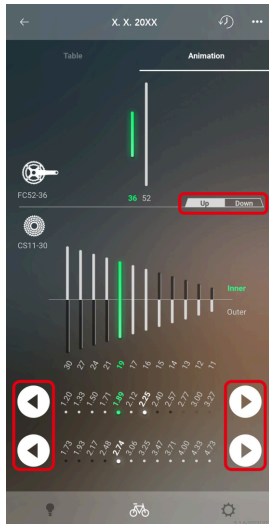 X. X. 20XX
Table Animation
FC52-36
36 52
Up Down
CS11-30
Inner
Outer
30 27 24 21 19 17 16 15 14 13 12 11
1.20 1.33 1.50 1.71 1.89 2.12 2.25 2.40 2.57 2.77 3.00 3.27
1.73 1.93 2.17 2.48 2.74 3.06 3.25 3.47 3.71 4.00 4.33 4.73